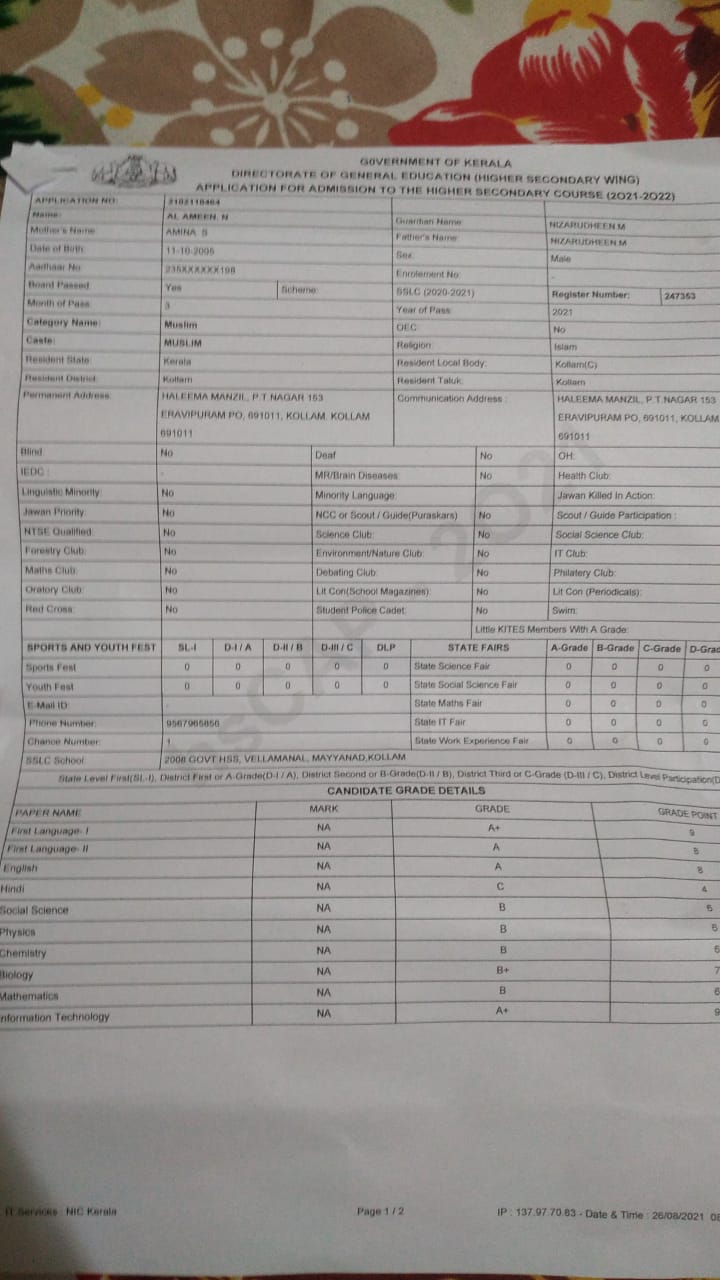 GOVERNMENT OF KERALA
DIRECTORATE OF GENERAL EDUCATION (HIGHER SECONDARY WING)
APPLICATION FOR ADMISSION TO THE HIGHER SECONDARY COURSE (2021-2022)
APPLICATION NO:
Name: AL AMEEN. N Guardian Name NIZARUDHEEN M
Mother's Name AMINA. S Father's Name: NIZARUDHEEN.M
Date of Birth: Sex: Male
Aadhaar No Enrolement No: -
Board Passed Yes Scheme: SSLC (2020-2021) Register Number: 247353
Month of Pass: 3 Year of Pass: 2021
Category Name: Muslim OEC: No
Caste: MUSLIM Religion: Islam
Resident State: Kerala Resident Local Body: Kollam(C)
Resident District: Kollam Resident Taluk: Kollam
Permanent Address: HALEEMA MANZIL, P.T.NAGAR 153 Communication Address : HALEEMA MANZIL, P.T.NAGAR 153
ERAVIPURAM PO, 691011, KOLLAM. KOLLAM ERAVIPURAM PO, 691011, KOLLAM
691011 691011
Blind: No Deaf No OH:
IEDC : - MR/Brain Diseases: No Health Club:
Linguistic Minority: No Minority Language: Jawan Killed In Action:
Jawan Priority: No NCC or Scout / Guide(Puraskars) No Scout / Guide Participation :
NTSE Qualified: No Science Club: No Social Science Club:
Forestry Club: No Environment/Nature Club: No IT Club:
Maths Club: No Debating Club: No Philatery Club:
Oratory Club: No Lit Con(School Magazines): No Lit Con (Periodicals):
Red Cross: No Student Police Cadet: No Swim:
Little KITES Members With A Grade:
SPORTS AND YOUTH FEST SL-I D-I / A D-II / B D-III / C DLP STATE FAIRS A-Grade B-Grade C-Grade D-Grad
Sports Fest 0 0 0 0 0 State Science Fair 0 0 0 0
Youth Fest 0 0 0 0 0 State Social Science Fair 0 0 0 0
E-Mail ID: - State Maths Fair 0 0 0 0
Phone Number: State IT Fair 0 0 0 0
Chance Number: 1 State Work Experience Fair 0 0 0 0
SSLC School 2008 GOVT HSS, VELLAMANAL, MAYYANAD,KOLLAM
State Level First(SL-I), District First or A-Grade(D-I / A), District Second or B-Grade(D-II / B), District Third or C-Grade (D-III / C), District Level Participation(D
CANDIDATE GRADE DETAILS
PAPER NAME MARK GRADE GRADE POINT
First Language- I NA A+ 9
First Language- II NA A 8
English NA A 8
Hindi NA C 4
Social Science NA B
Physics NA B
Chemistry NA B 6
Biology NA B+ 7
Mathematics NA B 6
nformation Technology NA A+ 9
hsCAP - 2021
IT Services : NIC Kerala Page 1 / 2 IP : 137.97.70.83 - Date & Time : 26/08/2021 08